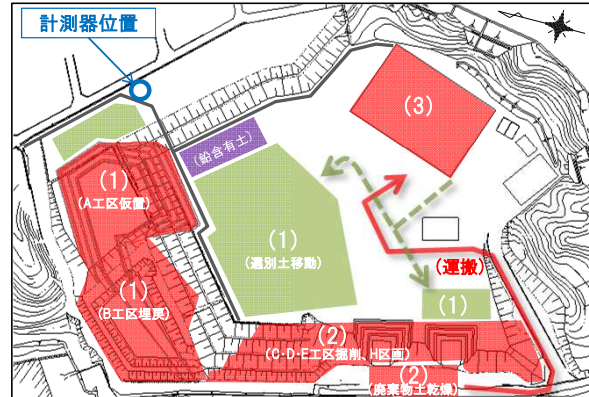 計測器位置
(3)
(鉛含有土)
(1)
(A工区仮置)
(1)
(選別土移動)
(運搬)
(1)
(B工区埋戻)
(1)
(2)
(C・D・E工区掘削、H区画)
(2)
(廃棄物土乾燥)